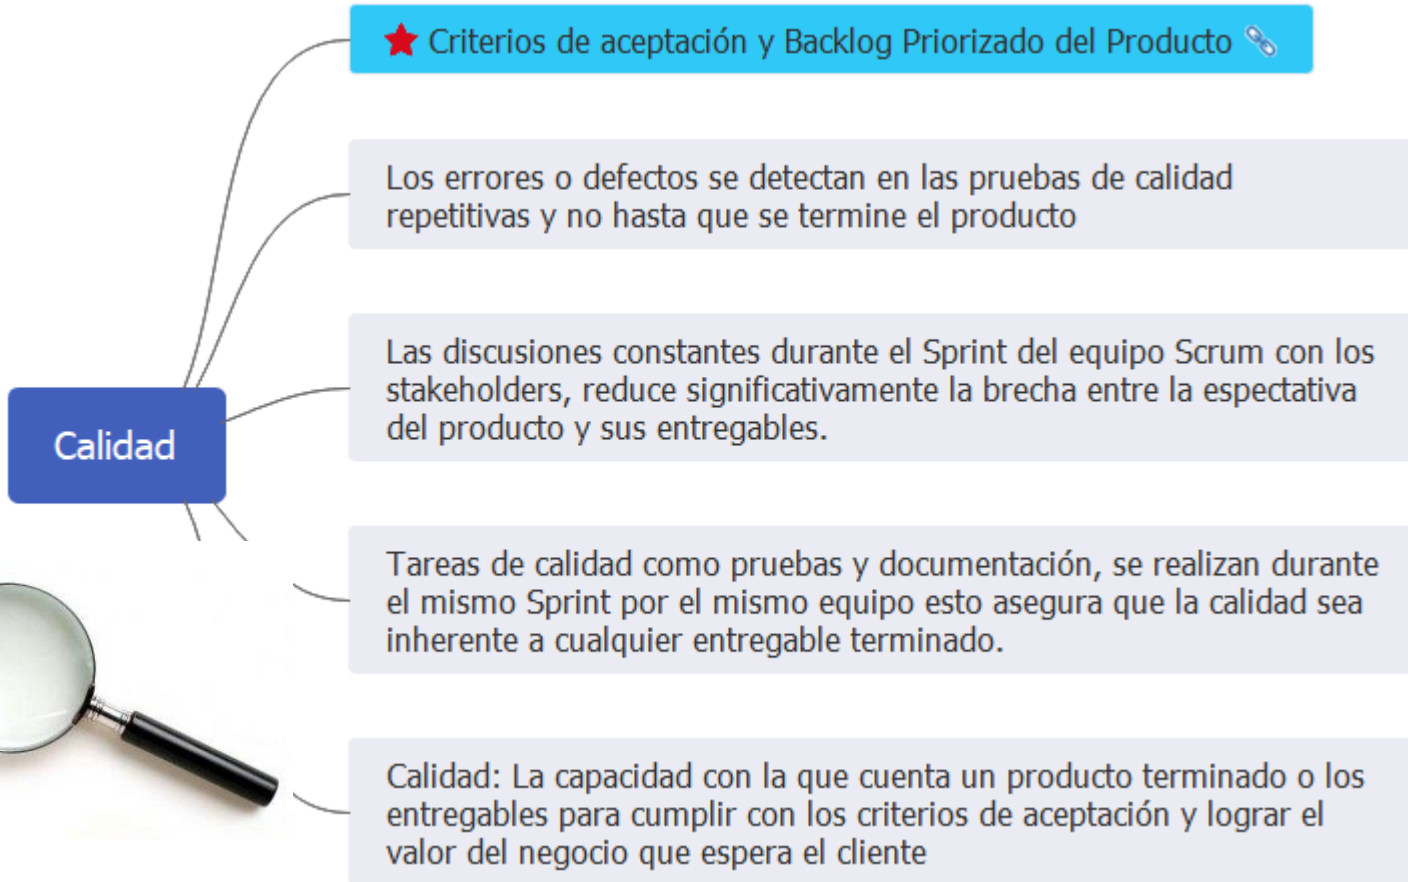 Criterios de aceptación y Backlog Priorizado del Producto
Los errores o defectos se detectan en las pruebas de calidad
repetitivas y no hasta que se termine el producto
Las discusiones constantes durante el Sprint del equipo Scrum con los
stakeholders, reduce significativamente la brecha entre la espectativa
del producto y sus entregables.
Calidad
Tareas de calidad como pruebas y documentación, se realizan durante
el mismo Sprint por el mismo equipo esto asegura que la calidad sea
inherente a cualquier entregable terminado.
Calidad: La capacidad con la que cuenta un producto terminado o los
entregables para cumplir con los criterios de aceptación y lograr el
valor del negocio que espera el cliente